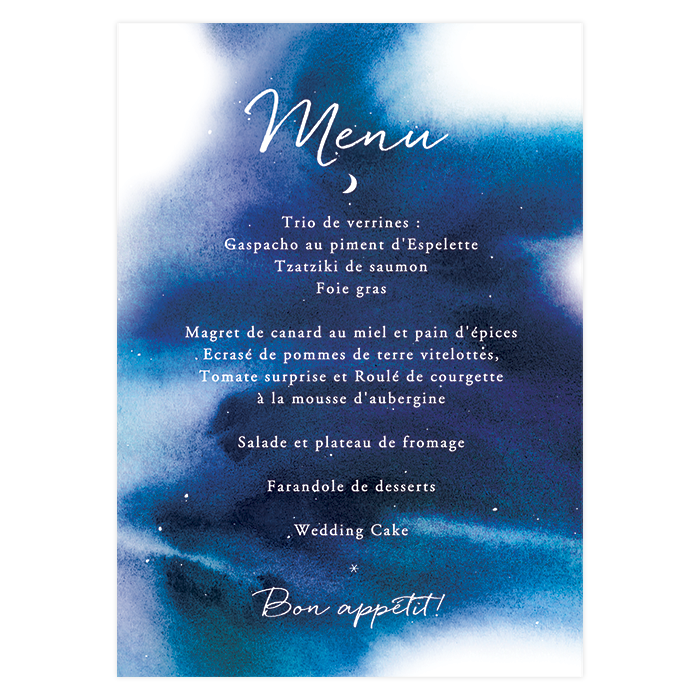 Menu
Trio de verrines :
Gaspacho au piment d'Espelette
Tzatziki de saumon
Foie gras
Magret de canard au miel et pain d'épices
Ecrasé de pommes de terre vitelottes,
Tomate surprise et Roulé de courgette
à la mousse d'aubergine
Salade et plateau de fromage
Farandole de desserts
Wedding Cake
*
Bon appétit!